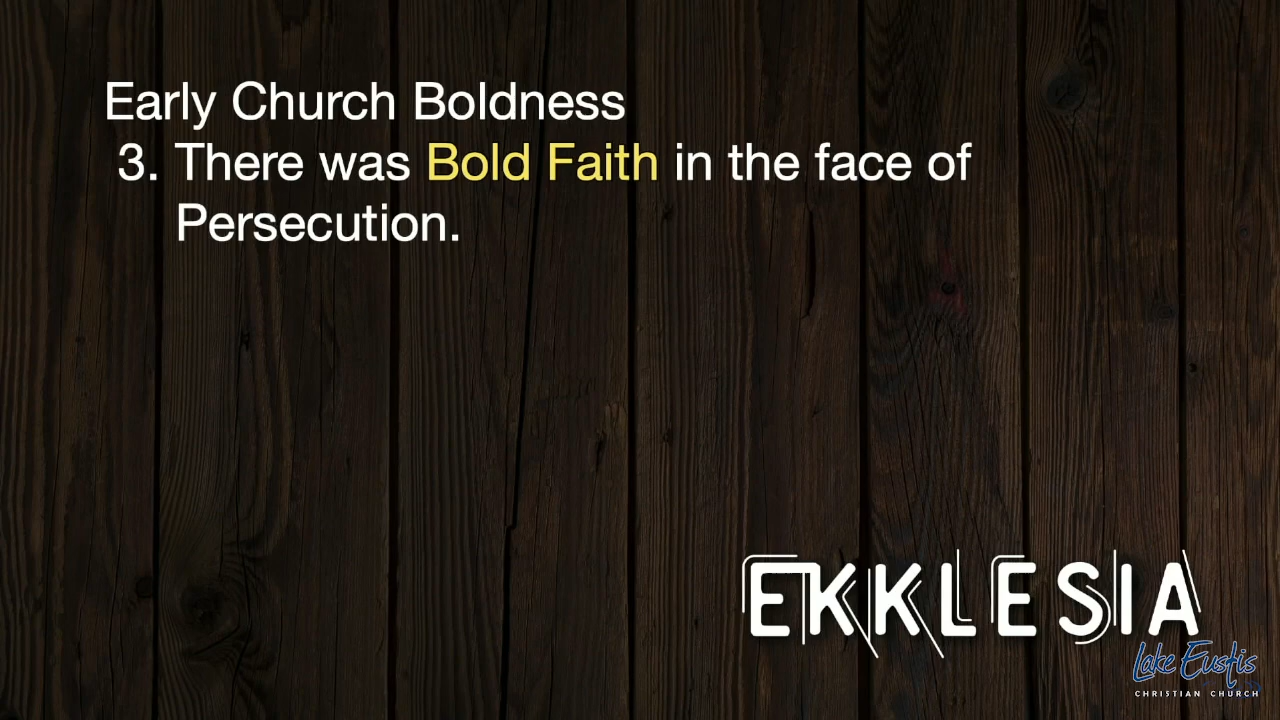 Early Church Boldness
3. There was Bold Faith in the face of
Persecution.
EKKLESIA
Lake Eustis
CHRISTIAN CHURCH